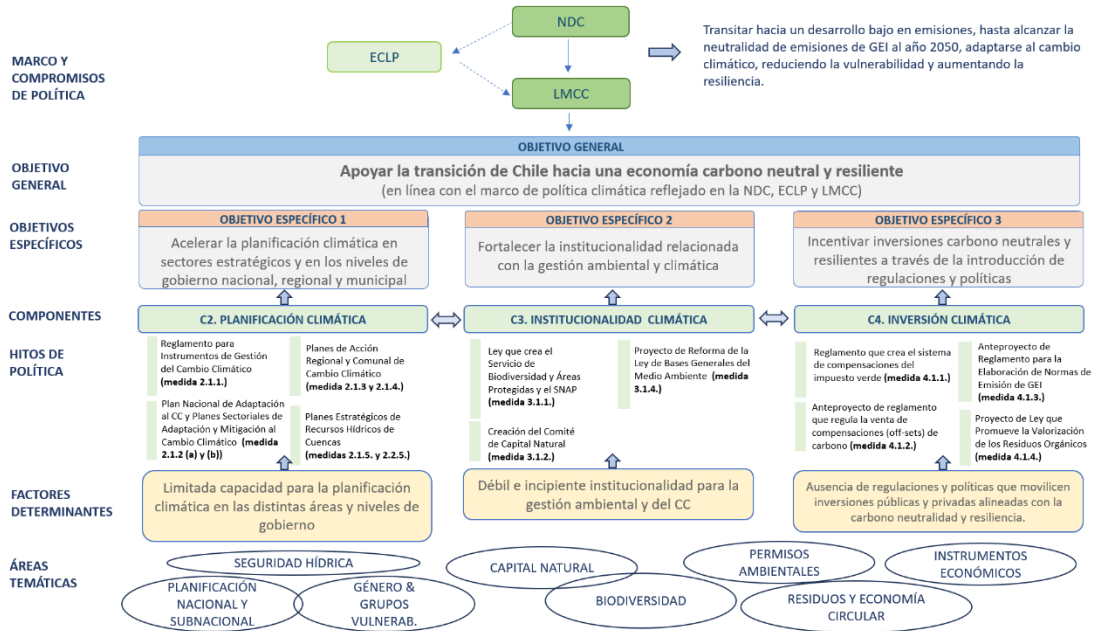 NDC
ECLP
LMCC
MARCO Y
COMPROMISOS
DE POLÍTICA
Transitar hacia un desarrollo bajo en emisiones, hasta alcanzar la
neutralidad de emisiones de GEI al año 2050, adaptarse al cambio
climático, reduciendo la vulnerabilidad y aumentando la
resiliencia.
OBJETIVO
GENERAL
OBJETIVO GENERAL
Apoyar la transición de Chile hacia una economía carbono neutral y resiliente
(en línea con el marco de política climática reflejado en la NDC, ECLP y LMCC)
OBJETIVOS
ESPECÍFICOS
OBJETIVO ESPECÍFICO 1
Acelerar la planificación climática en
sectores estratégicos y en los niveles de
gobierno nacional, regional y municipal
OBJETIVO ESPECÍFICO 2
Fortalecer la institucionalidad relacionada
con la gestión ambiental y climática
OBJETIVO ESPECÍFICO 3
Incentivar inversiones carbono neutrales y
resilientes a través de la introducción de
regulaciones y políticas
COMPONENTES
C2. PLANIFICACIÓN CLIMÁTICA
C3. INSTITUCIONALIDAD CLIMÁTICA
C4. INVERSIÓN CLIMÁTICA
HITOS DE
POLÍTICA
Reglamento para
Instrumentos de Gestión
del Cambio Climático
(medida 2.1.1.)
Planes de Acción
Regional y Comunal de
Cambio Climático
(medida 2.1.3 y 2.1.4.)
Plan Nacional de Adaptación
al CC y Planes Sectoriales de
Adaptación y Mitigación al
Cambio Climático (medida
2.1.2 (a) y (b))
Planes Estratégicos de
Recursos Hídricos de
Cuencas
(medidas 2.1.5. y 2.2.5.)
Ley que crea el
Servicio de
Biodiversidad y Áreas
Protegidas y el SNAP
(medida 3.1.1.)
Proyecto de Reforma de la
Ley de Bases Generales del
Medio Ambiente (medida
3.1.4.)
Creación del Comité
de Capital Natural
(medida 3.1.2.)
Reglamento que crea el sistema
de compensaciones del
impuesto verde (medida 4.1.1.)
Anteproyecto de
Reglamento para la
Elaboración de Normas de
Emisión de GEI (medida
4.1.3.)
Anteproyecto de reglamento
que regula la venta de
compensaciones (off-sets) de
carbono (medida 4.1.2.)
Proyecto de Ley que
Promueve la Valorización
de los Residuos Orgánicos
(medida 4.1.4.)
FACTORES
DETERMINANTES
Limitada capacidad para la planificación
climática en las distintas áreas y niveles de
gobierno
Débil e incipiente institucionalidad para la
gestión ambiental y del CC
Ausencia de regulaciones y políticas que movilicen
inversiones públicas y privadas alineadas con la
carbono neutralidad y resiliencia.
ÁREAS
TEMÁTICAS
SEGURIDAD HÍDRICA
PLANIFICACIÓN
NACIONAL Y
SUBNACIONAL
GÉNERO &
GRUPOS
VULNERAB.
CAPITAL NATURAL
BIODIVERSIDAD
PERMISOS
AMBIENTALES
RESIDUOS Y ECONOMÍA
CIRCULAR
INSTRUMENTOS
ECONÓMICOS